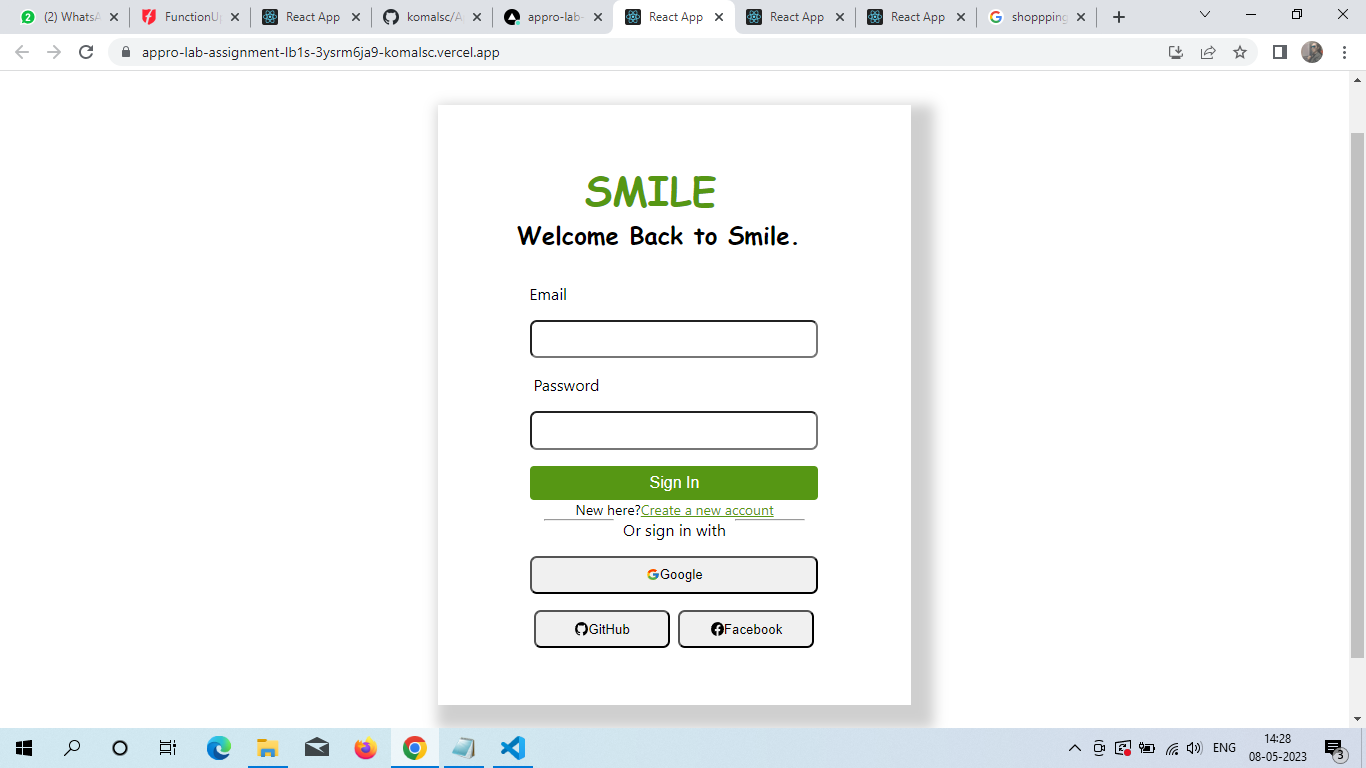 (2) WhatsA
FunctionU
React App
komalsc/A
appro-lab-
React App
React App
React App
shoppping
appro-lab-assignment-lb1s-3ysrm6ja9-komalsc.vercel.app
SMILE
Welcome Back to Smile.
Email
Password
Sign In
New here?Create a new account
Or sign in with
Google
GitHub
Facebook
ENG
14:28
08-05-2023
3